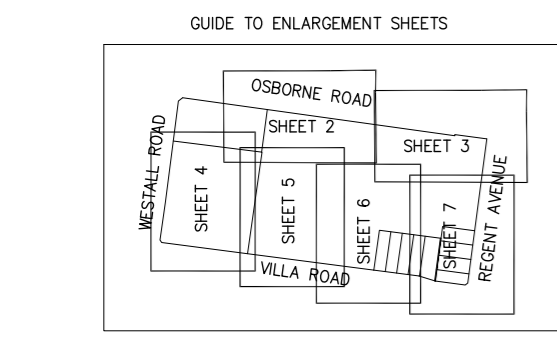 GUIDE TO ENLARGEMENT SHEETS
OSBORNE ROAD
SHEET 2
SHEET 3
WESTALL ROAD
SHEET 4
SHEET 5
SHEET 6
SHEET 7
REGENT AVENUE
VILLA ROAD